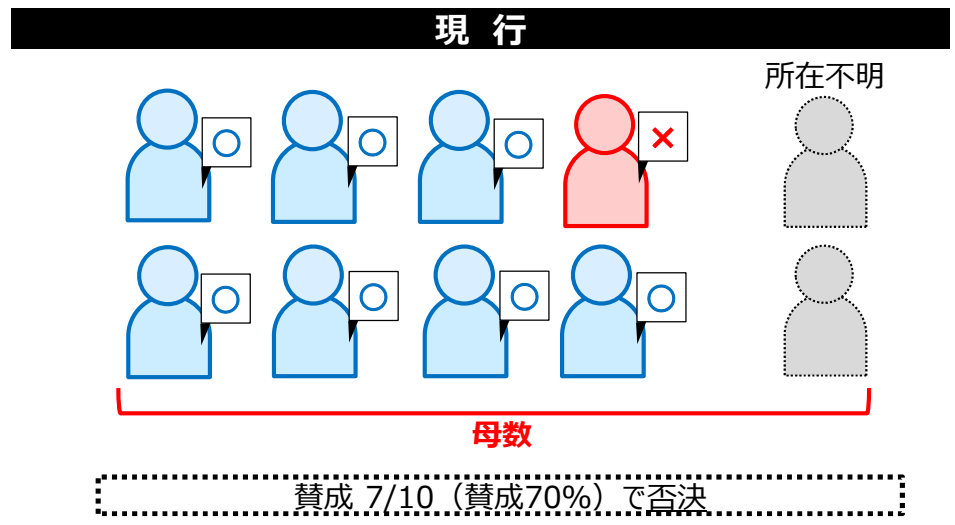 現 行
所在不明
○ ○ ○ ×
○ ○ ○ ○
母数
賛成 7/10（賛成70%）で否決